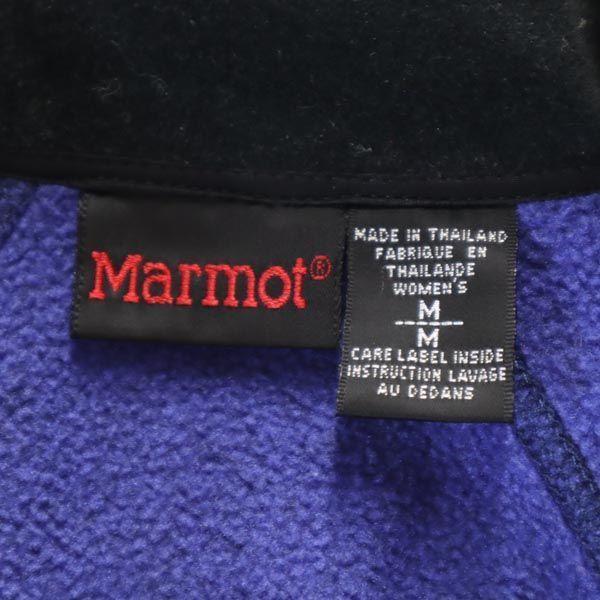 Marmot®
MADE IN THAILAND
FABRIQUE EN
THAILANDE
WOMEN'S
M
M
CARE LABEL INSIDE
INSTRUCTION LAVAGE
AU DEDANS